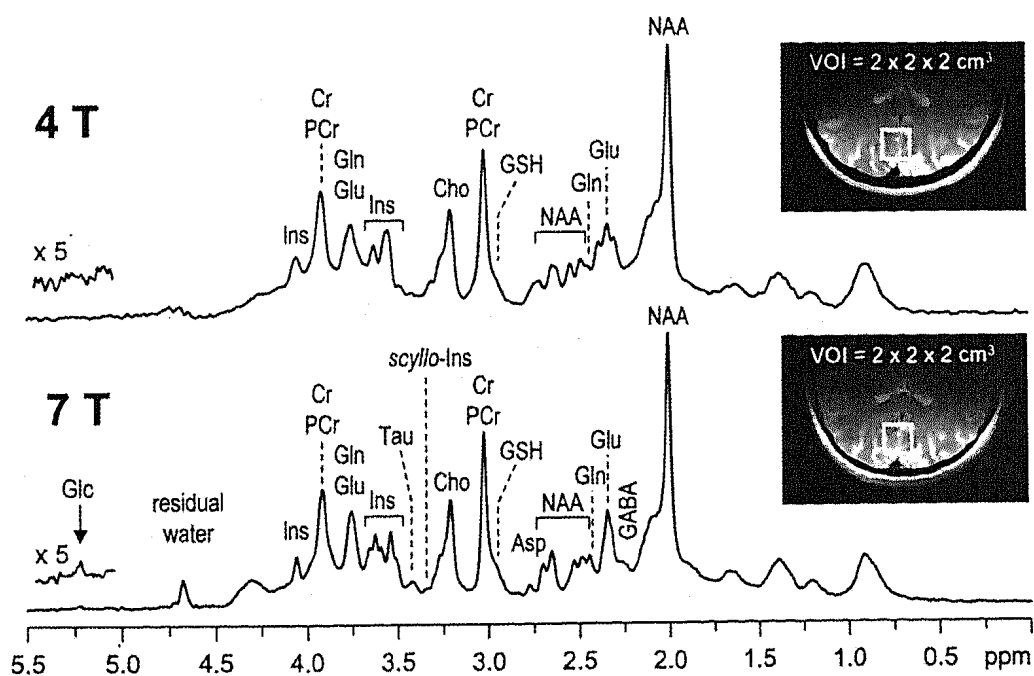 NAA
VOI = 2 x 2 x 2 cm³
4 T
Cr
PCr
Cr
PCr
Gln
Glu
GSH
Glu
Gln
Ins
Cho
NAA
Ins
x 5
NAA
VOI = 2 x 2 x 2 cm³
scyllo-Ins
7 T
Cr
PCr
Cr
PCr
Tau
GSH
Glu
Gln
GABA
Gln
Glu
Glc
residual
water
Ins
Cho
NAA
Ins
Asp
x 5
5.5 5.0 4.5 4.0 3.5 3.0 2.5 2.0 1.5 1.0 0.5 ppm